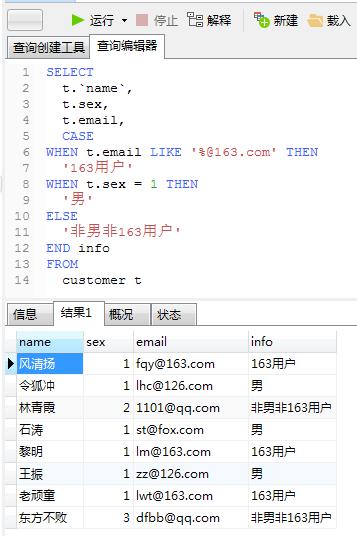 运行 停止 解释 新建 载入
查询创建工具 查询编辑器
1 SELECT
2 t.`name`,
3 t.sex,
4 t.email,
5 CASE
6 WHEN t.email LIKE '%@163.com' THEN
7 '163用户'
8 WHEN t.sex = 1 THEN
9 '男'
10 ELSE
11 '非男非163用户'
12 END info
13 FROM
14 customer t
信息 结果1 概况 状态
name sex email info
风清扬 1 fqy@163.com 163用户
令狐冲 1 lhc@126.com 男
林青霞 2 1101@qq.com 非男非163用户
石涛 1 st@fox.com 男
黎明 1 lm@163.com 163用户
王振 1 zz@126.com 男
老顽童 1 lwt@163.com 163用户
东方不败 3 dfbb@qq.com 非男非163用户